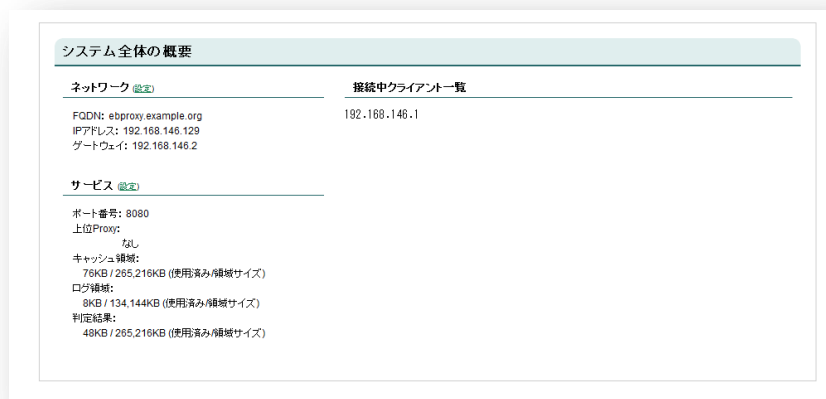 システム全体の概要
ネットワーク (設定)
FQDN: ebproxy.example.org
IPアドレス: 192.168.146.129
ゲートウェイ: 192.168.146.2
サービス (設定)
ポート番号: 8080
上位Proxy:
なし
キャッシュ領域:
76KB / 265,216KB (使用済み/領域サイズ)
ログ領域:
8KB / 134,144KB (使用済み/領域サイズ)
判定結果:
48KB / 265,216KB (使用済み/領域サイズ)
接続中クライアント一覧
192.168.146.1